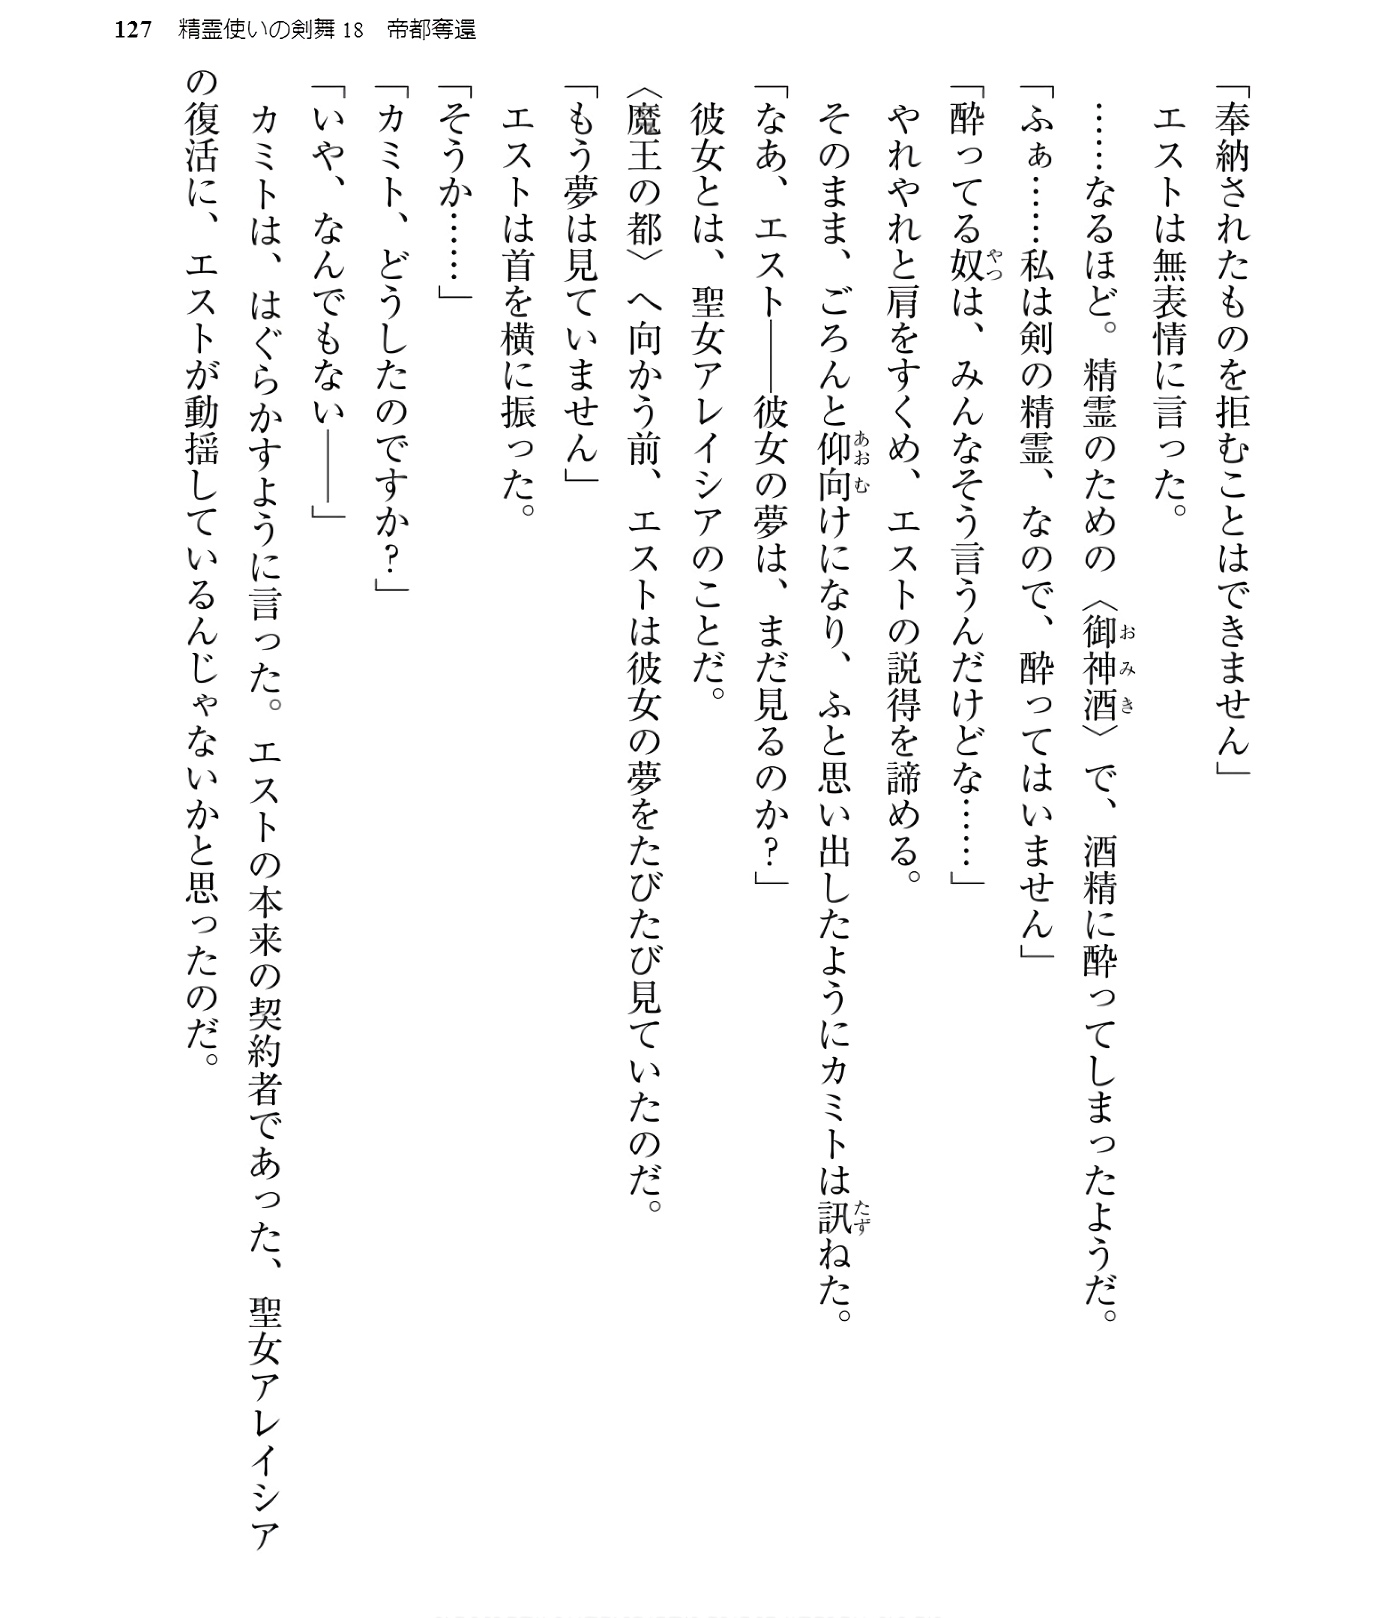 127　精霊使いの剣舞18　帝都奪還
「奉納されたものを拒むことはできません」
　エストは無表情に言った。
　……なるほど。精霊のための〈御神酒〉で、酒精に酔ってしまったようだ。
「ふぁ……私は剣の精霊、なので、酔ってはいません」
「酔ってる奴は、みんなそう言うんだけどな……」
　やれやれと肩をすくめ、エストの説得を諦める。
　そのまま、ごろんと仰向けになり、ふと思い出したようにカミトは訊ねた。
「なあ、エスト――彼女の夢は、まだ見るのか？」
　彼女とは、聖女アレイシアのことだ。
〈魔王の都〉へ向かう前、エストは彼女の夢をたびたび見ていたのだ。
「もう夢は見ていません」
　エストは首を横に振った。
「そうか……」
「カミト、どうしたのですか？」
「いや、なんでもない――」
　カミトは、はぐらかすように言った。エストの本来の契約者であった、聖女アレイシア
の復活に、エストが動揺しているんじゃないかと思ったのだ。